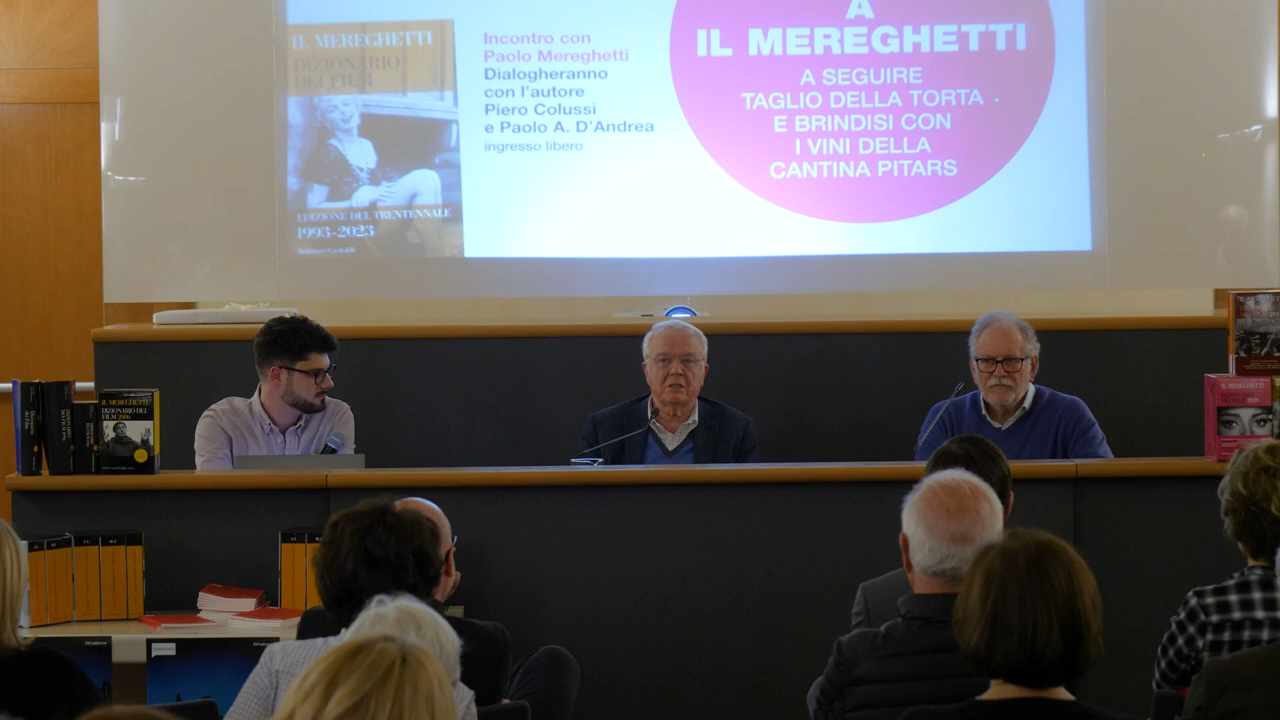 A
IL MEREGHETTI
A SEGUIRE
TAGLIO DELLA TORTA
E BRINDISI CON
I VINI DELLA
CANTINA PITARS
Incontro con
Paolo Mereghetti
Dialogheranno
con l'autore
Piero Colussi
e Paolo A. D'Andrea
ingresso libero
IL MEREGHETTI
DIZIONARIO
DEI FILM
EDIZIONE DEL TRENTENNALE
1993-2023
IL MEREGHETTI
DIZIONARIO DEI
FILM 2006
IL MEREGHETTI